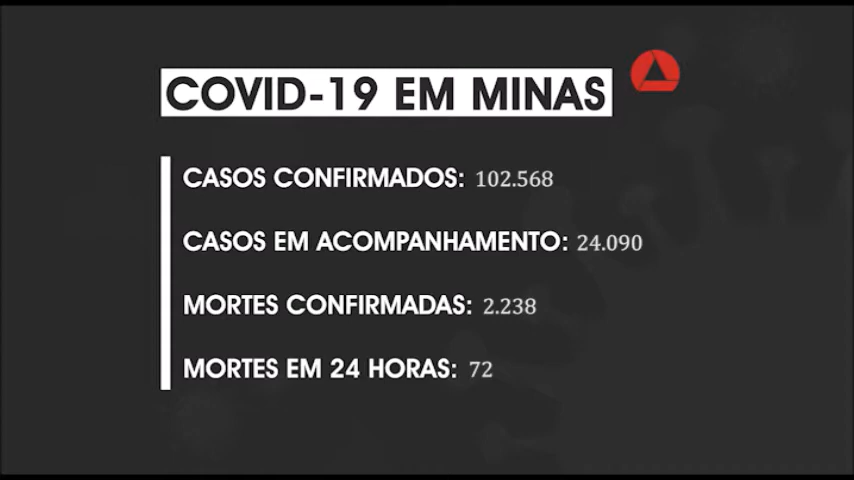 COVID-19 EM MINAS
CASOS CONFIRMADOS: 102.568
CASOS EM ACOMPANHAMENTO: 24.090
MORTES CONFIRMADAS: 2.238
MORTES EM 24 HORAS: 72